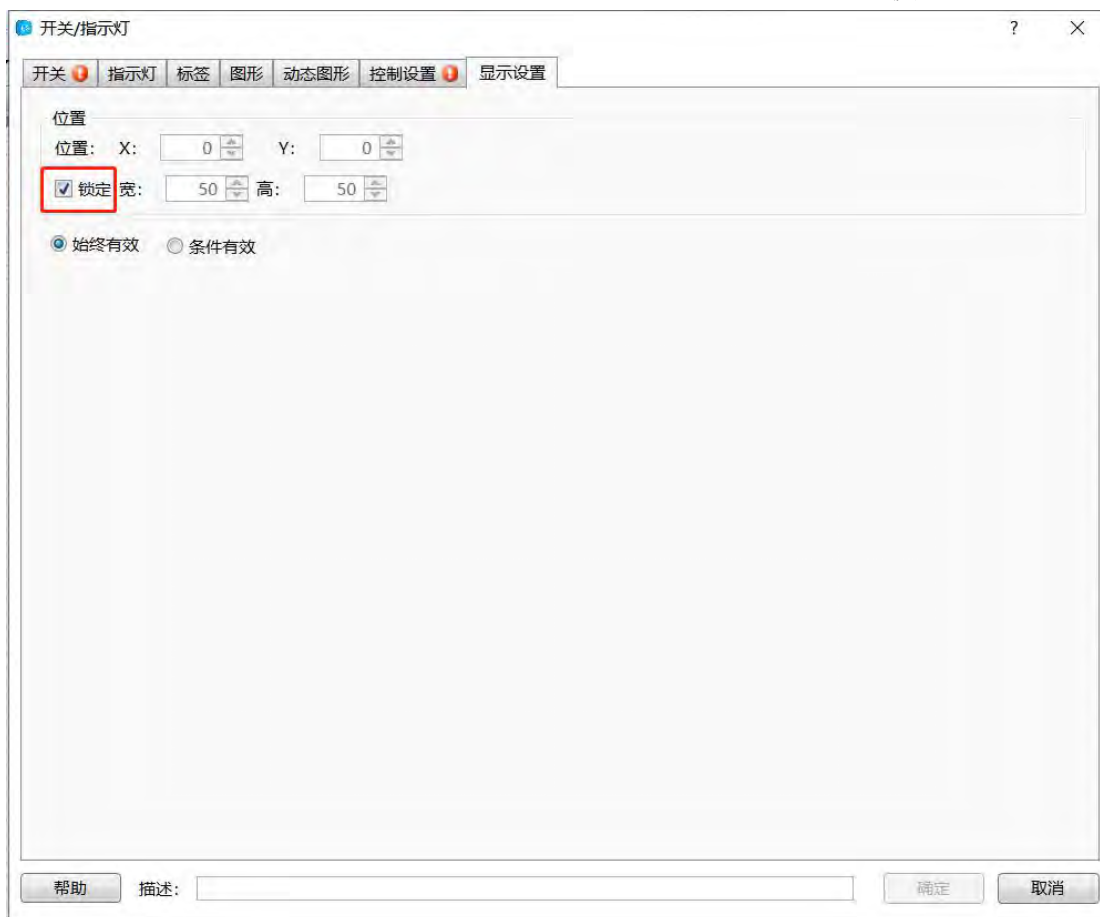 开关/指示灯 ?
开关 指示灯 标签 图形 动态图形 控制设置 显示设置
位置
位置: X: 0 Y: 0
锁定 宽: 50 高: 50
始终有效 条件有效
帮助 描述: 确定 取消